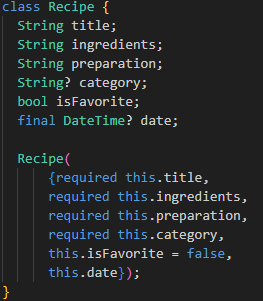 class Recipe {
  String title;
  String ingredients;
  String preparation;
  String? category;
  bool isFavorite;
  final DateTime? date;

  Recipe(
      {required this.title,
      required this.ingredients,
      required this.preparation,
      required this.category,
      this.isFavorite = false,
      this.date});
}